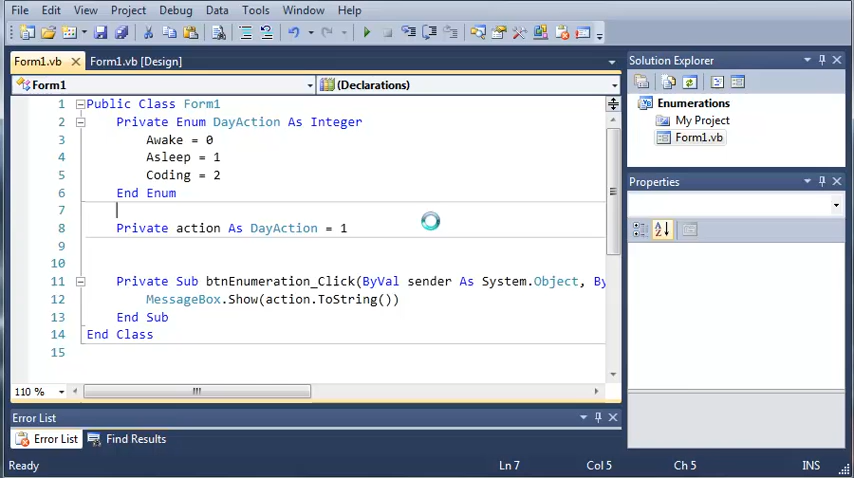 File Edit View Project Debug Data Tools Window Help
Form1.vb Form1.vb [Design]
Form1 (Declarations)
1 Public Class Form1
2 Private Enum DayAction As Integer
3 Awake = 0
4 Asleep = 1
5 Coding = 2
6 End Enum
7
8 Private action As DayAction = 1
9
10
11 Private Sub btnEnumeration_Click(ByVal sender As System.Object, By
12 MessageBox.Show(action.ToString())
13 End Sub
14 End Class
15
110 %
Error List
Error List Find Results
Ready Ln 7 Col 5 Ch 5 INS
Solution Explorer
Enumerations
My Project
Form1.vb
Properties